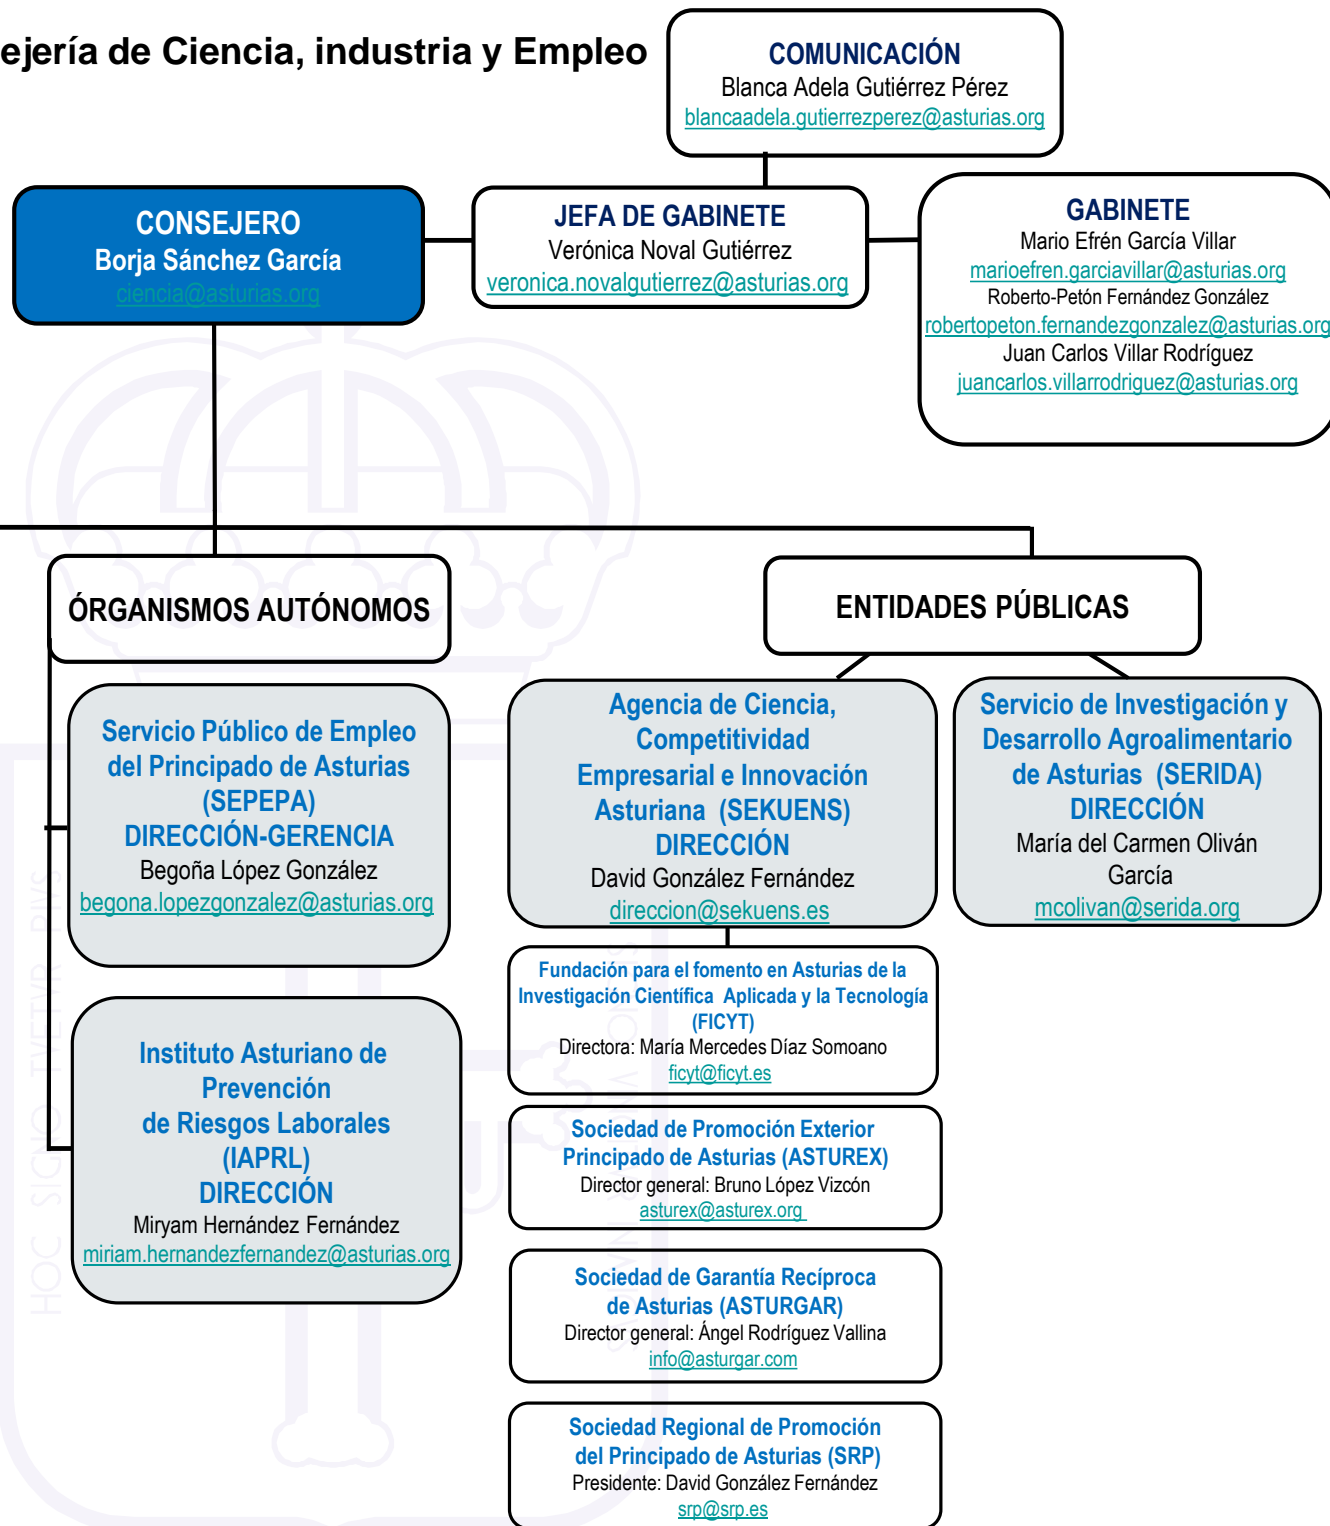 ejería de Ciencia, industria y Empleo
COMUNICACIÓN
Blanca Adela Gutiérrez Pérez
blancaadela.gutierrezperez@asturias.org
CONSEJERO
Borja Sánchez García
ciencia@asturias.org
JEFA DE GABINETE
Verónica Noval Gutiérrez
veronica.novalgutierrez@asturias.org
GABINETE
Mario Efrén García Villar
marioefren.garciavillar@asturias.org
Roberto-Petón Fernández González
robertopeton.fernandezgonzalez@asturias.org
Juan Carlos Villar Rodríguez
juancarlos.villarrodriguez@asturias.org
ÓRGANISMOS AUTÓNOMOS
ENTIDADES PÚBLICAS
Servicio Público de Empleo
del Principado de Asturias
(SEPEPA)
DIRECCIÓN-GERENCIA
Begoña López González
begona.lopezgonzalez@asturias.org
Instituto Asturiano de
Prevención
de Riesgos Laborales
(IAPRL)
DIRECCIÓN
Miryam Hernández Fernández
miriam.hernandezfernandez@asturias.org
Agencia de Ciencia,
Competitividad
Empresarial e Innovación
Asturiana (SEKUENS)
DIRECCIÓN
David González Fernández
direccion@sekuens.es
Servicio de Investigación y
Desarrollo Agroalimentario
de Asturias (SERIDA)
DIRECCIÓN
María del Carmen Oliván
García
mcolivan@serida.org
Fundación para el fomento en Asturias de la
Investigación Científica Aplicada y la Tecnología
(FICYT)
Directora: María Mercedes Díaz Somoano
ficyt@ficyt.es
Sociedad de Promoción Exterior
Principado de Asturias (ASTUREX)
Director general: Bruno López Vizcón
asturex@asturex.org
Sociedad de Garantía Recíproca
de Asturias (ASTURGAR)
Director general: Ángel Rodríguez Vallina
info@asturgar.com
Sociedad Regional de Promoción
del Principado de Asturias (SRP)
Presidente: David González Fernández
srp@srp.es
HOC SIGNO TVETVR PIVS